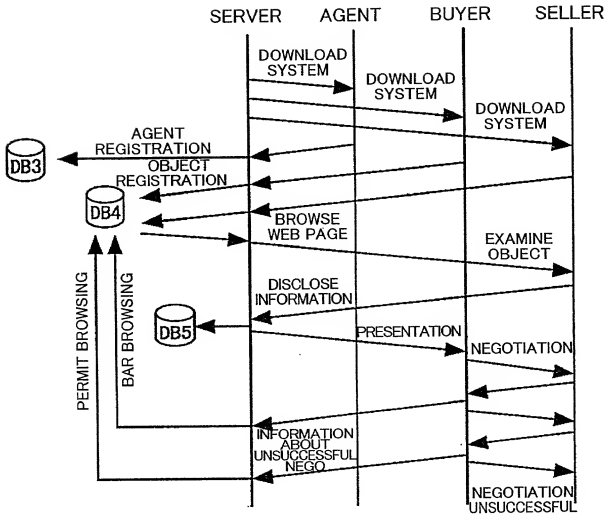 SERVER AGENT BUYER SELLER
DOWNLOAD
SYSTEM
DOWNLOAD
SYSTEM
DOWNLOAD
SYSTEM
AGENT
REGISTRATION
DB3
OBJECT
REGISTRATION
DB4
BROWSE
WEB PAGE
EXAMINE
OBJECT
DISCLOSE
INFORMATION
PERMIT BROWSING
BAR BROWSING
DB5
PRESENTATION
NEGOTIATION
INFORMATION
ABOUT
UNSUCCESSFUL
NEGO
NEGOTIATION
UNSUCCESSFUL